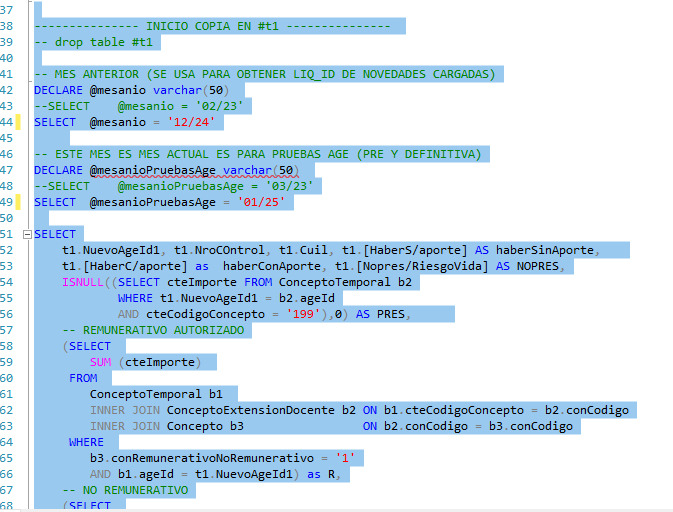 37
38 --------------- INICIO COPIA EN #t1 ---------------
39 -- drop table #t1
40
41 -- MES ANTERIOR (SE USA PARA OBTENER LIQ_ID DE NOVEDADES CARGADAS)
42 DECLARE @mesanio varchar(50)
43 --SELECT    @mesanio = '02/23'
44 SELECT  @mesanio = '12/24'
45
46 -- ESTE MES ES MES ACTUAL ES PARA PRUEBAS AGE (PRE Y DEFINITIVA)
47 DECLARE @mesanioPruebasAge varchar(50)
48 --SELECT    @mesanioPruebasAge = '03/23'
49 SELECT  @mesanioPruebasAge = '01/25'
50
51 SELECT
52     t1.NuevoAgeId1, t1.NroCOntrol, t1.Cuil, t1.[HaberS/aporte] AS haberSinAporte,
53     t1.[HaberC/aporte] as  haberConAporte, t1.[Nopres/RiesgoVida] AS NOPRES,
54     ISNULL((SELECT cteImporte FROM ConceptoTemporal b2
55             WHERE t1.NuevoAgeId1 = b2.ageId
56             AND cteCodigoConcepto = '199'),0) AS PRES,
57     -- REMUNERATIVO AUTORIZADO
58     (SELECT
59         SUM (cteImporte)
60      FROM
61         ConceptoTemporal b1
62         INNER JOIN ConceptoExtensionDocente b2 ON b1.cteCodigoConcepto = b2.conCodigo
63         INNER JOIN Concepto b3                 ON b2.conCodigo = b3.conCodigo
64      WHERE
65         b3.conRemunerativoNoRemunerativo = '1'
66         AND b1.ageId = t1.NuevoAgeId1) as R,
67     -- NO REMUNERATIVO
68     (SELECT